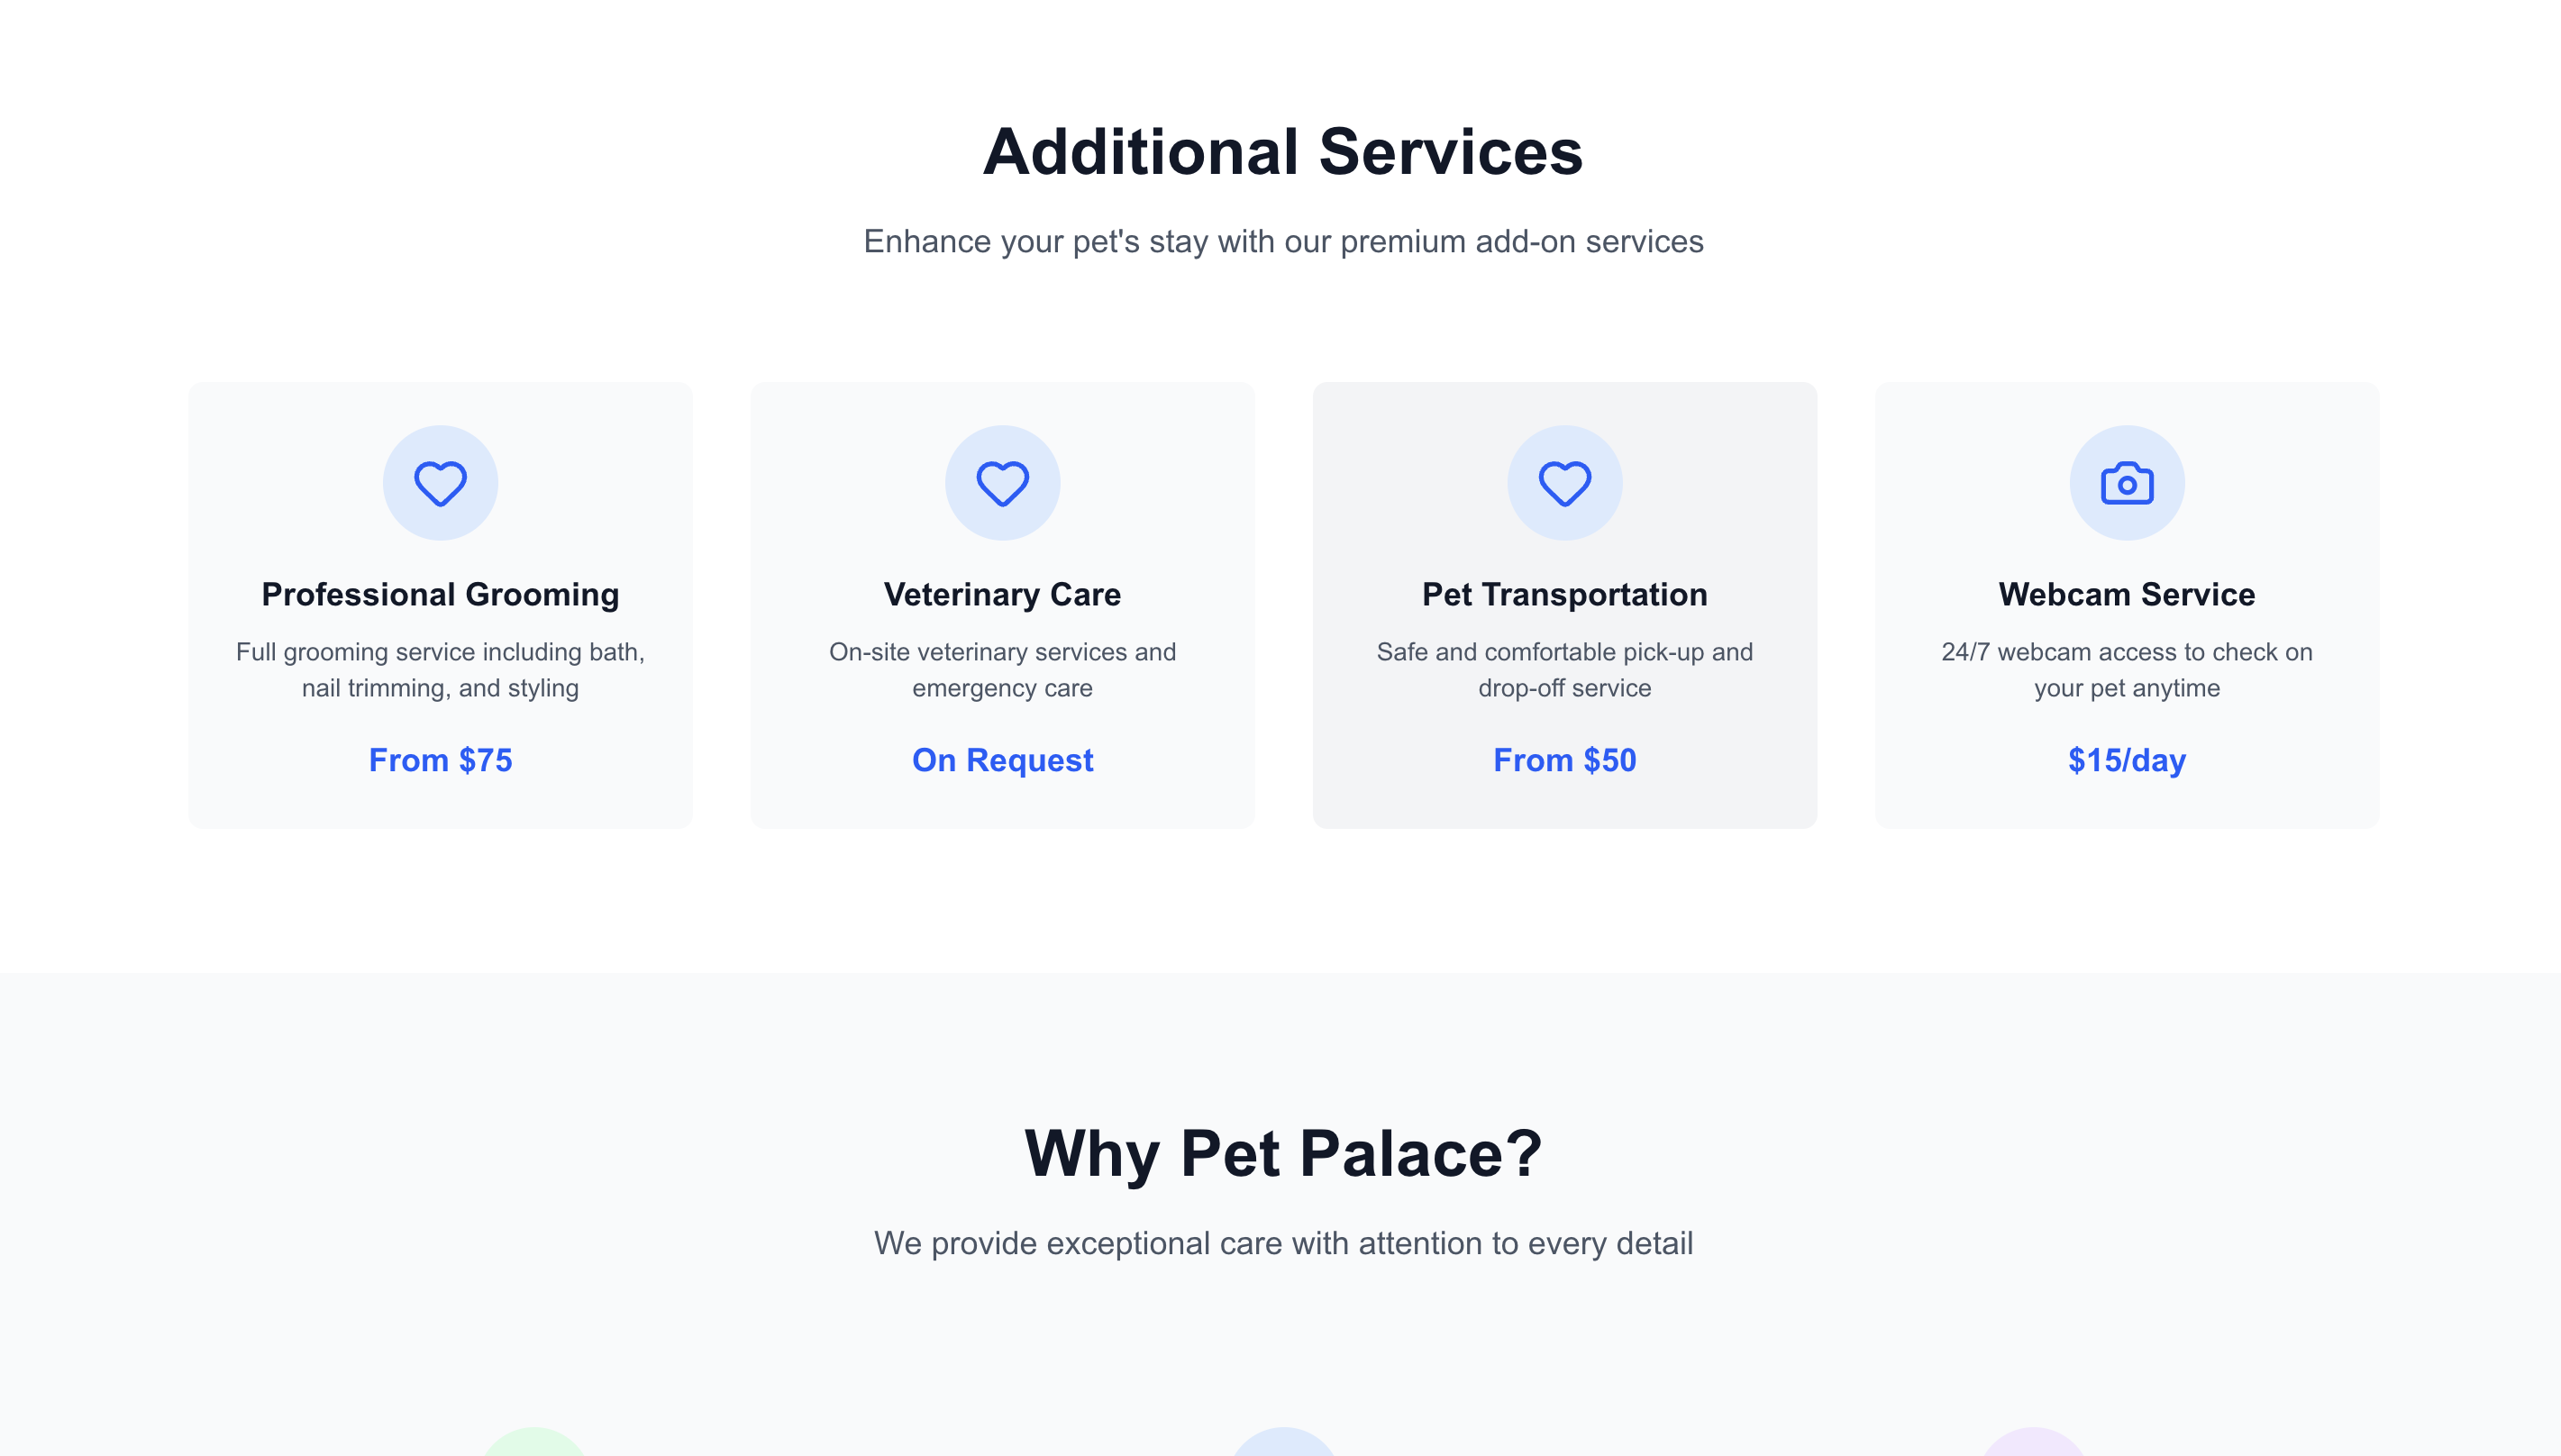 Additional Services
Enhance your pet's stay with our premium add-on services
Professional Grooming
Full grooming service including bath,
nail trimming, and styling
From $75
Veterinary Care
On-site veterinary services and
emergency care
On Request
Pet Transportation
Safe and comfortable pick-up and
drop-off service
From $50
Webcam Service
24/7 webcam access to check on
your pet anytime
$15/day
Why Pet Palace?
We provide exceptional care with attention to every detail